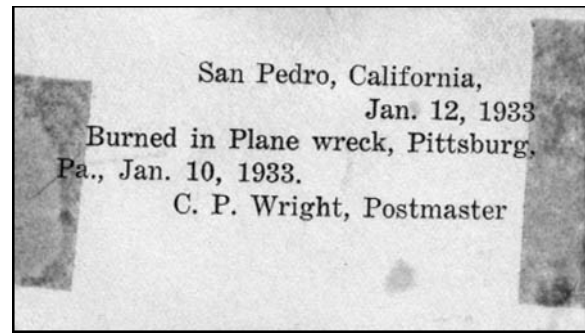 San Pedro, California,
Jan. 12, 1933
Burned in Plane wreck, Pittsburg,
Pa., Jan. 10, 1933.
C. P. Wright, Postmaster